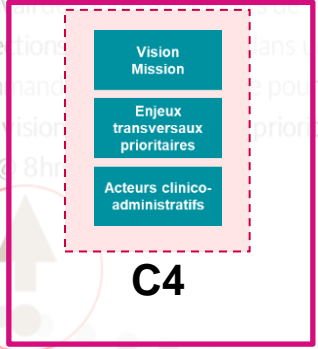 Vision
Mission
Enjeux
transversaux
prioritaires
Acteurs clinico-
administratifs
C4